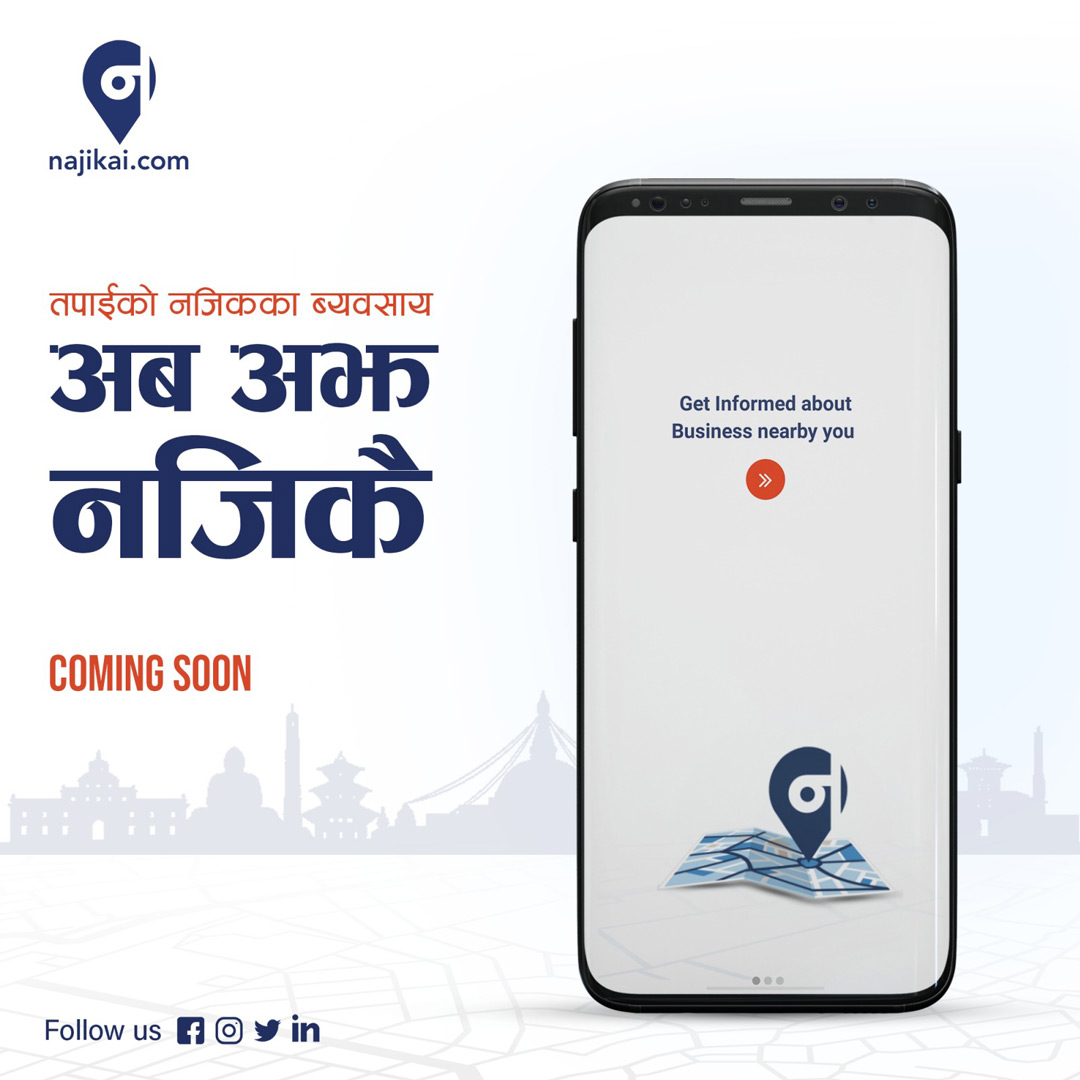 najikai.com
तपाईको नजिकका ब्यवसाय
अब अझ
नजिकै
COMING SOON
Get Informed about
Business nearby you
Follow us